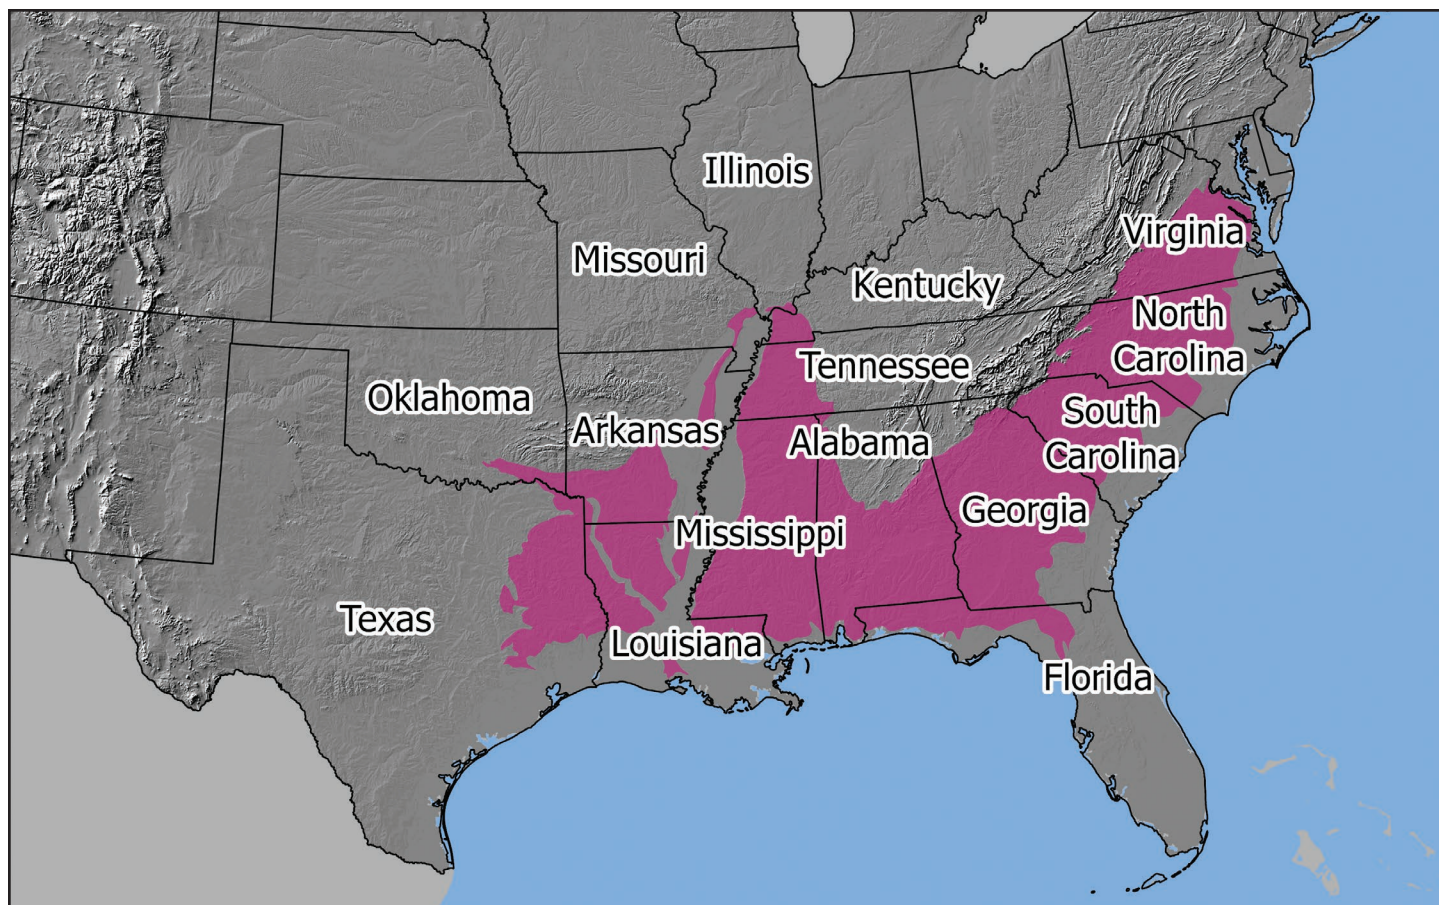 Illinois
Virginia
Missouri
Kentucky
North
Carolina
Tennessee
Oklahoma
South
Carolina
Arkansas
Alabama
Georgia
Mississippi
Texas
Louisiana
Florida